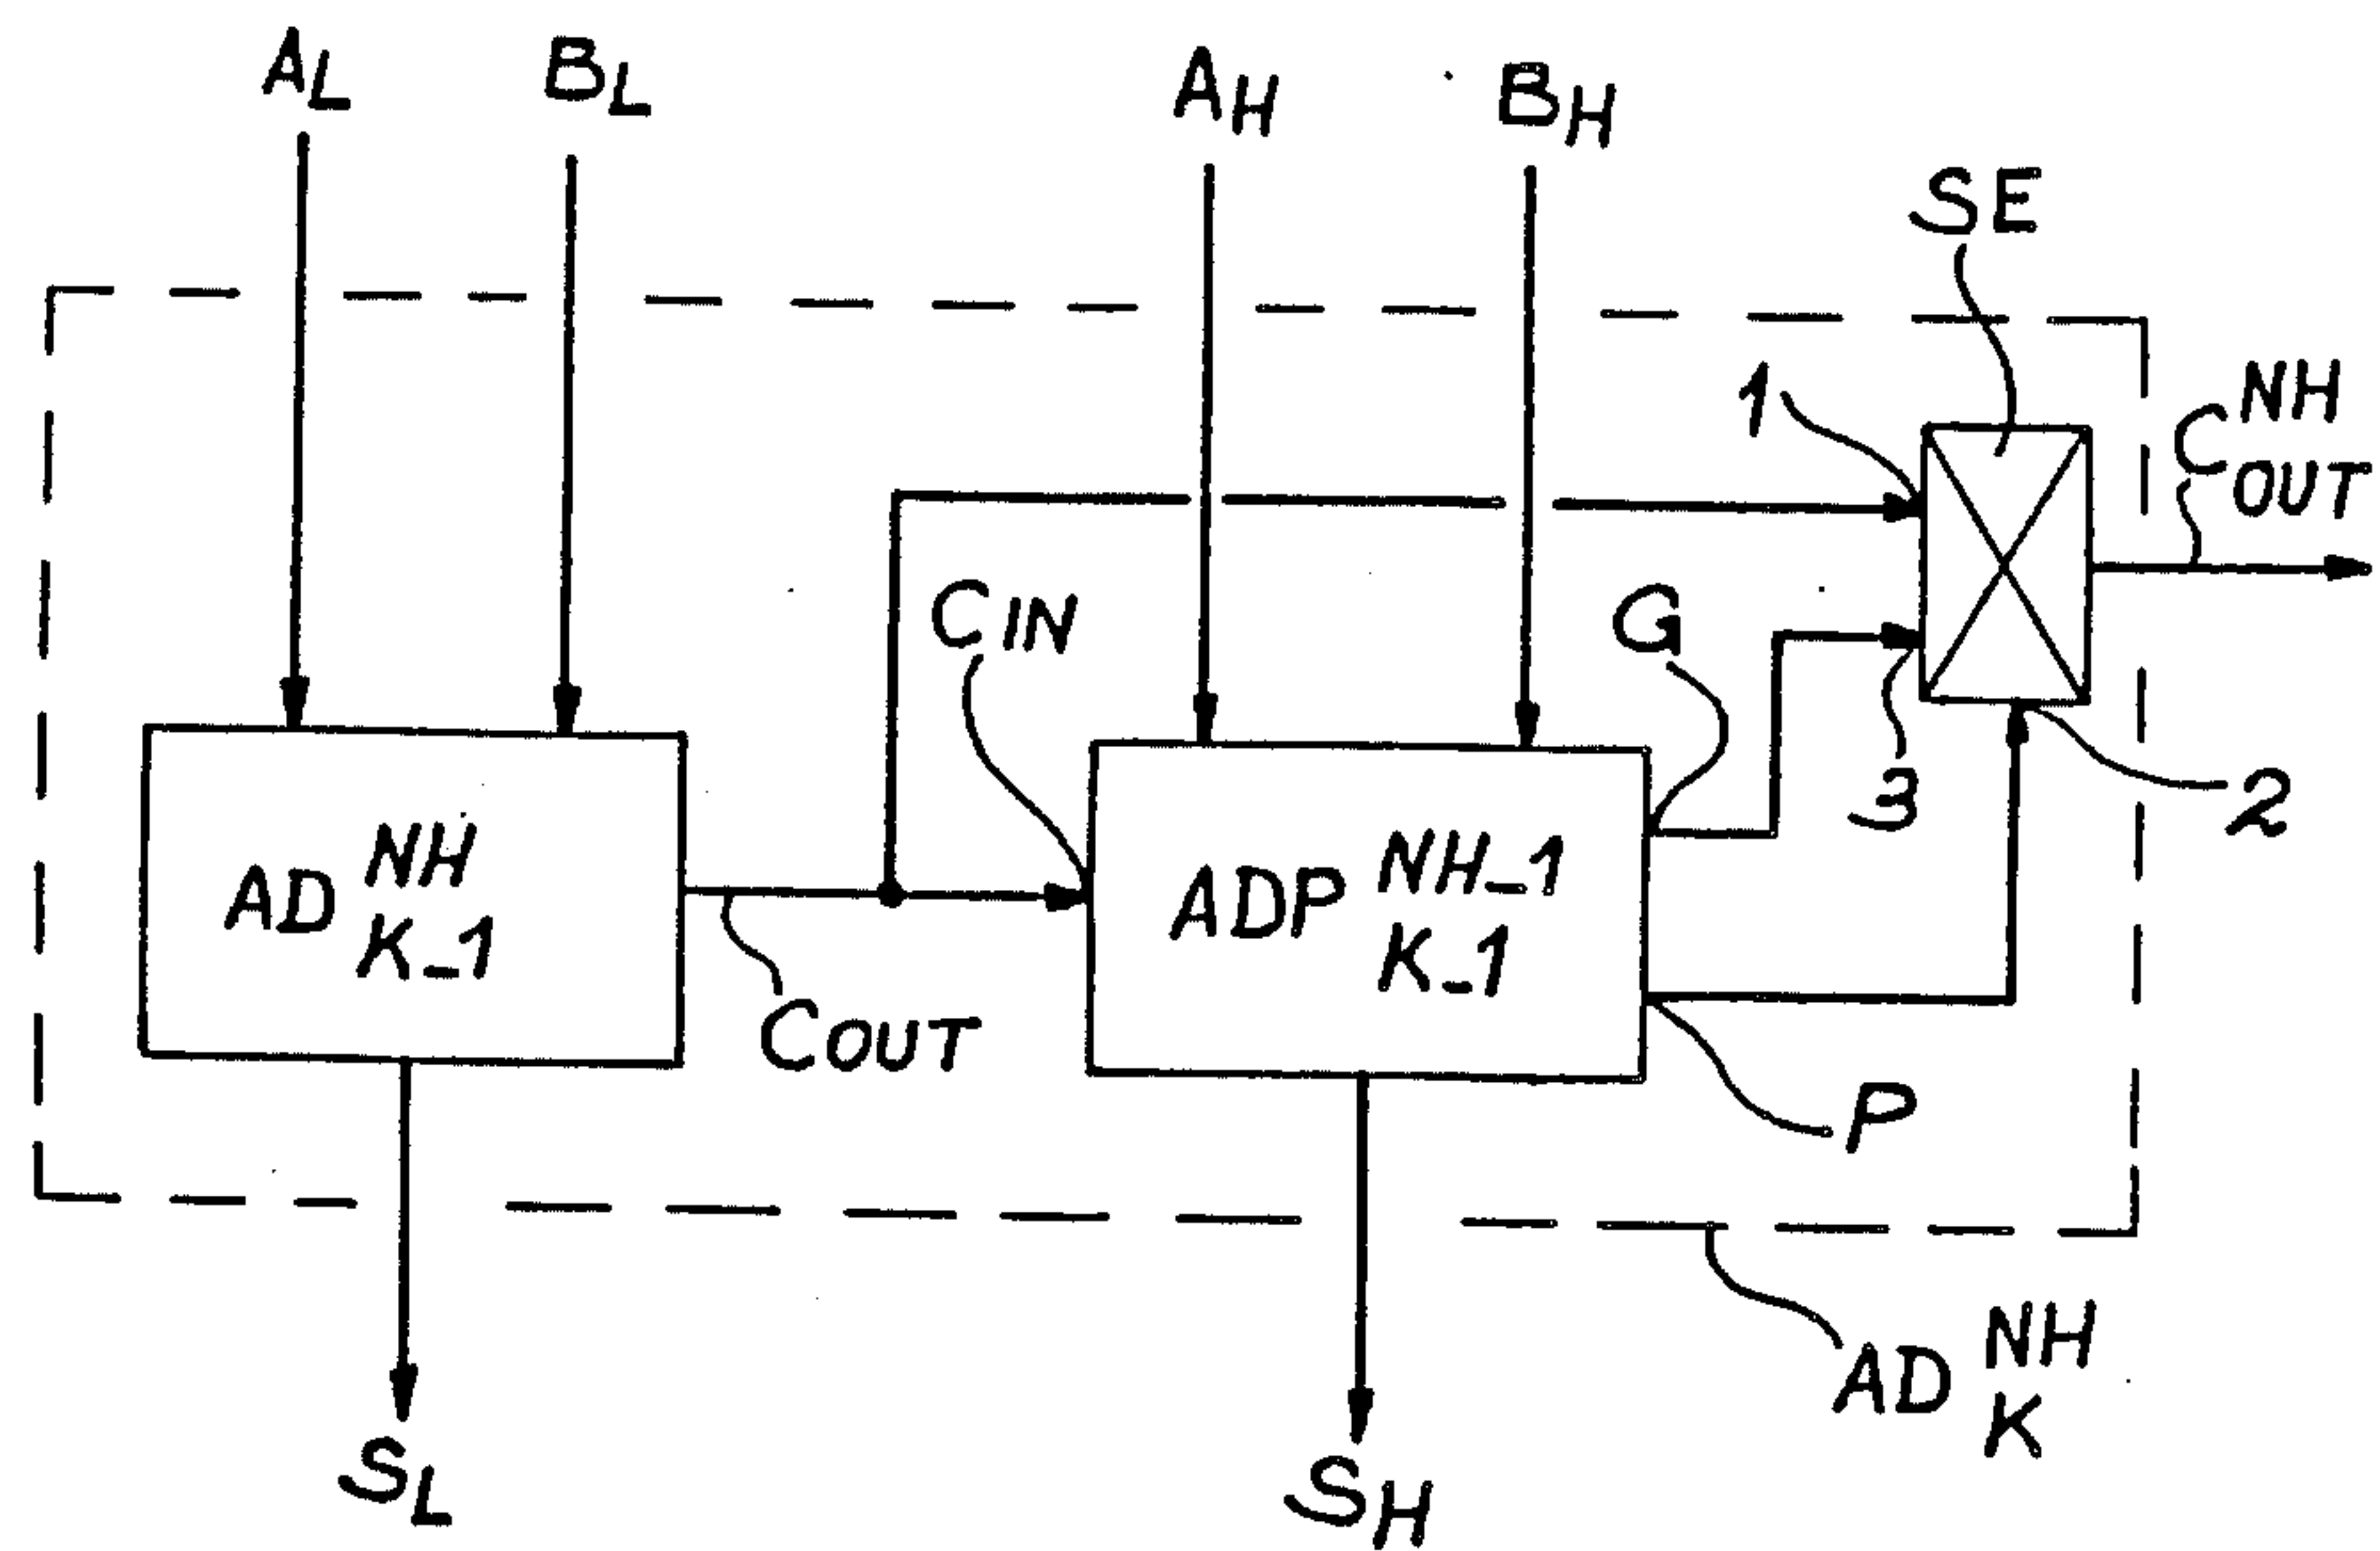 AL
BL
AH
BH
SE
1
C NH OUT
CIN
G
3
2
AD NH K-1
ADP NH-1 K-1
COUT
P
AD NH K
SL
SH